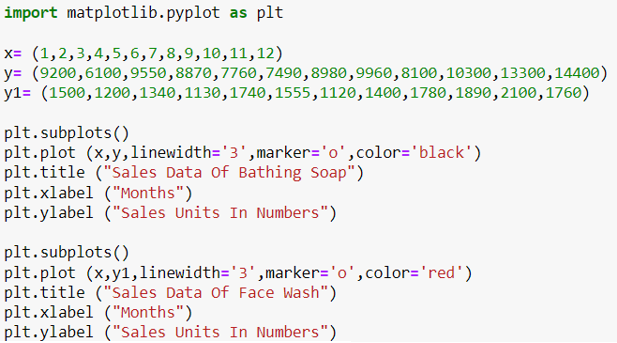 import matplotlib.pyplot as plt
x= (1,2,3,4,5,6,7,8,9,10,11,12)
y= (9200,6100,9550,8870,7760,7490,8980,9960,8100,10300,13300,14400)
y1= (1500,1200,1340,1130,1740,1555,1120,1400,1780,1890,2100,1760)
plt.subplots()
plt.plot (x,y,linewidth='3',marker='o',color='black')
plt.title ("Sales Data Of Bathing Soap")
plt.xlabel ("Months")
plt.ylabel ("Sales Units In Numbers")
plt.subplots()
plt.plot (x,y1,linewidth='3',marker='o',color='red')
plt.title ("Sales Data Of Face Wash")
plt.xlabel ("Months")
plt.ylabel ("Sales Units In Numbers")